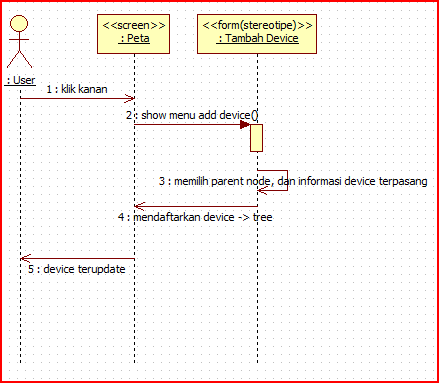 <<screen>>
: Peta
<<form(stereotipe)>>
: Tambah Device
: User
1 : klik kanan
2 : show menu add device()
3 : memilih parent node, dan informasi device terpasang
4 : mendaftarkan device -> tree
5 : device terupdate